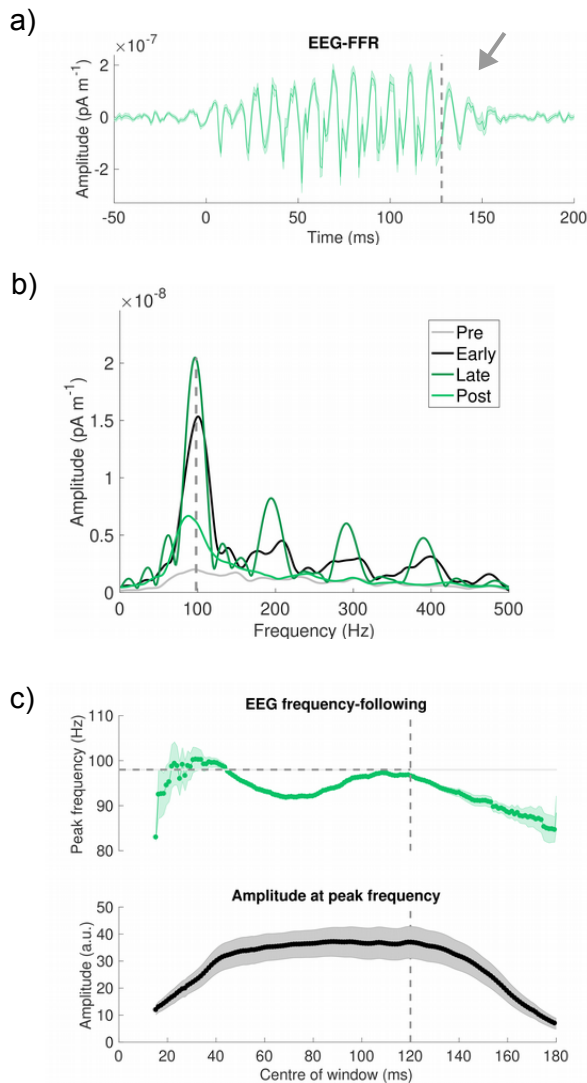 a)
×10⁻⁷
EEG-FFR
Amplitude (pA m⁻¹)
2
0
-2
-50 0 50 100 150 200
Time (ms)
b)
×10⁻⁸
Amplitude (pA m⁻¹)
2
1.5
1
0.5
0
Pre
Early
Late
Post
0 100 200 300 400 500
Frequency (Hz)
c)
EEG frequency-following
Peak frequency (Hz)
110
100
90
80
Amplitude at peak frequency
Amplitude (a.u.)
50
40
30
20
10
0
0 20 40 60 80 100 120 140 160 180
Centre of window (ms)